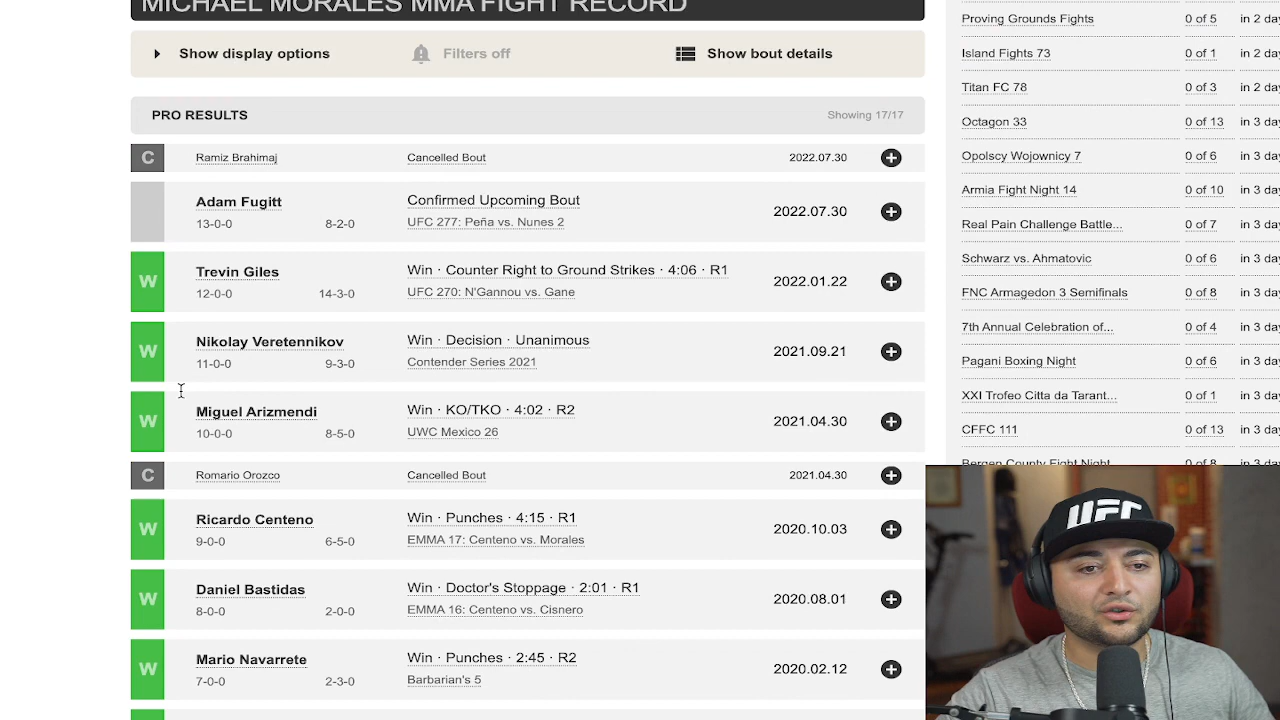 MICHAEL MORALES MMA FIGHT RECORD
Show display options Filters off Show bout details
PRO RESULTS Showing 17/17
C Ramiz Brahimaj Cancelled Bout 2022.07.30
Adam Fugitt Confirmed Upcoming Bout 2022.07.30
13-0-0 8-2-0 UFC 277: Peña vs. Nunes 2
W Trevin Giles Win · Counter Right to Ground Strikes · 4:06 · R1 2022.01.22
12-0-0 14-3-0 UFC 270: N'Gannou vs. Gane
W Nikolay Veretennikov Win · Decision · Unanimous 2021.09.21
11-0-0 9-3-0 Contender Series 2021
W Miguel Arizmendi Win · KO/TKO · 4:02 · R2 2021.04.30
10-0-0 8-5-0 UWC Mexico 26
C Romario Orozco Cancelled Bout 2021.04.30
W Ricardo Centeno Win · Punches · 4:15 · R1 2020.10.03
9-0-0 6-5-0 EMMA 17: Centeno vs. Morales
W Daniel Bastidas Win · Doctor's Stoppage · 2:01 · R1 2020.08.01
8-0-0 2-0-0 EMMA 16: Centeno vs. Cisnero
W Mario Navarrete Win · Punches · 2:45 · R2 2020.02.12
7-0-0 2-3-0 Barbarian's 5
Proving Grounds Fights 0 of 5 in 2 d
Island Fights 73 0 of 1 in 2 da
Titan FC 78 0 of 3 in 2 d
Octagon 33 0 of 13 in 3 d
Opolscy Wojownicy 7 0 of 6 in 3 d
Armia Fight Night 14 0 of 10 in 3 d
Real Pain Challenge Battle... 0 of 7 in 3 d
Schwarz vs. Ahmatovic 0 of 6 in 3 d
FNC Armagedon 3 Semifinals 0 of 8 in 3 d
7th Annual Celebration of... 0 of 4 in 3 d
Pagani Boxing Night 0 of 6 in 3 d
XXI Trofeo Citta da Tarant... 0 of 1 in 3 d
CFFC 111 0 of 13 in 3 d
Bergen County Fight Night 0 of 8 in 3 d
UFC